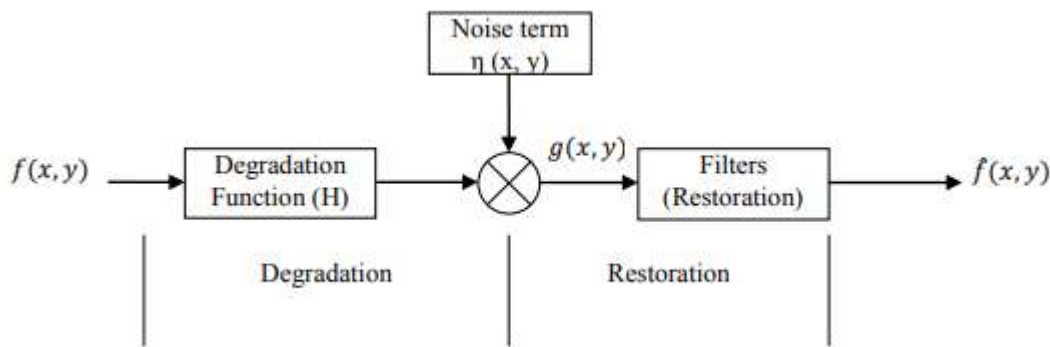 Noise term
η (x, y)
f(x, y)
Degradation
Function (H)
g(x, y)
Filters
(Restoration)
f̂(x, y)
Degradation
Restoration